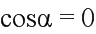 cosα = 0